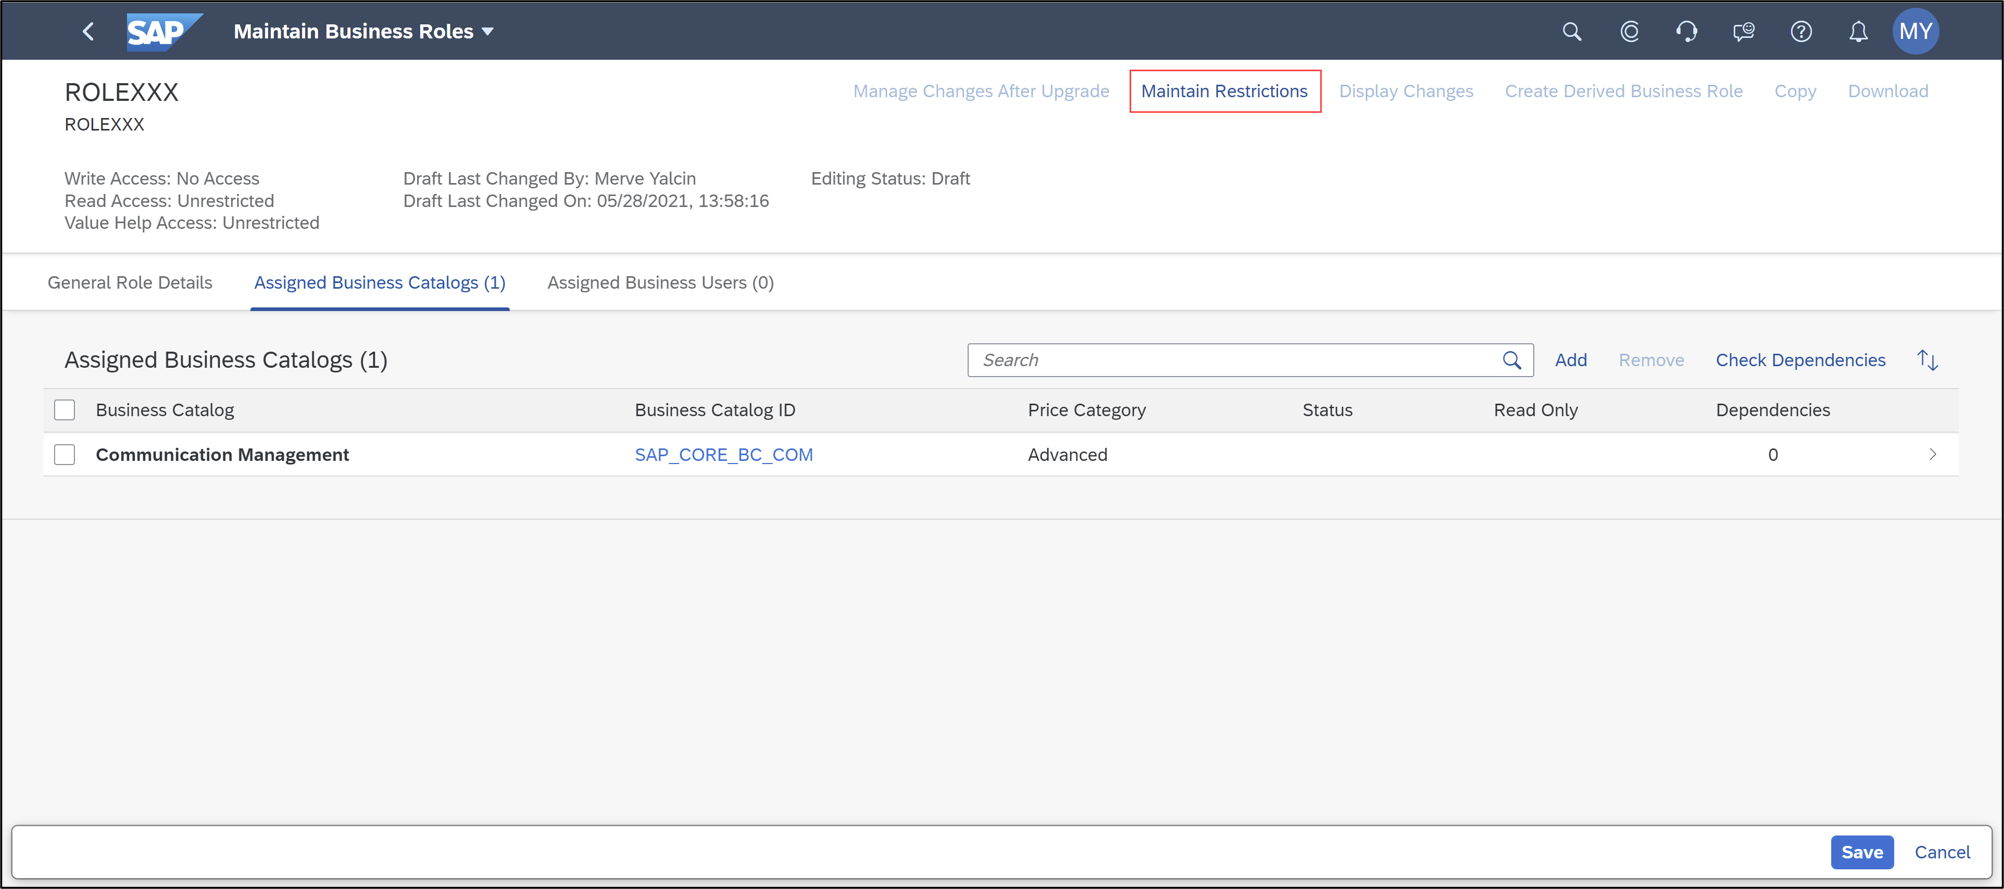 SAP Maintain Business Roles MY
ROLEXXX
Manage Changes After Upgrade Maintain Restrictions Display Changes Create Derived Business Role Copy Download
ROLEXXX
Write Access: No Access
Read Access: Unrestricted
Value Help Access: Unrestricted
Draft Last Changed By: Merve Yalcin
Draft Last Changed On: 05/28/2021, 13:58:16
Editing Status: Draft
General Role Details Assigned Business Catalogs (1) Assigned Business Users (0)
Assigned Business Catalogs (1) Search Add Remove Check Dependencies
Business Catalog Business Catalog ID Price Category Status Read Only Dependencies
Communication Management SAP_CORE_BC_COM Advanced 0
Save Cancel